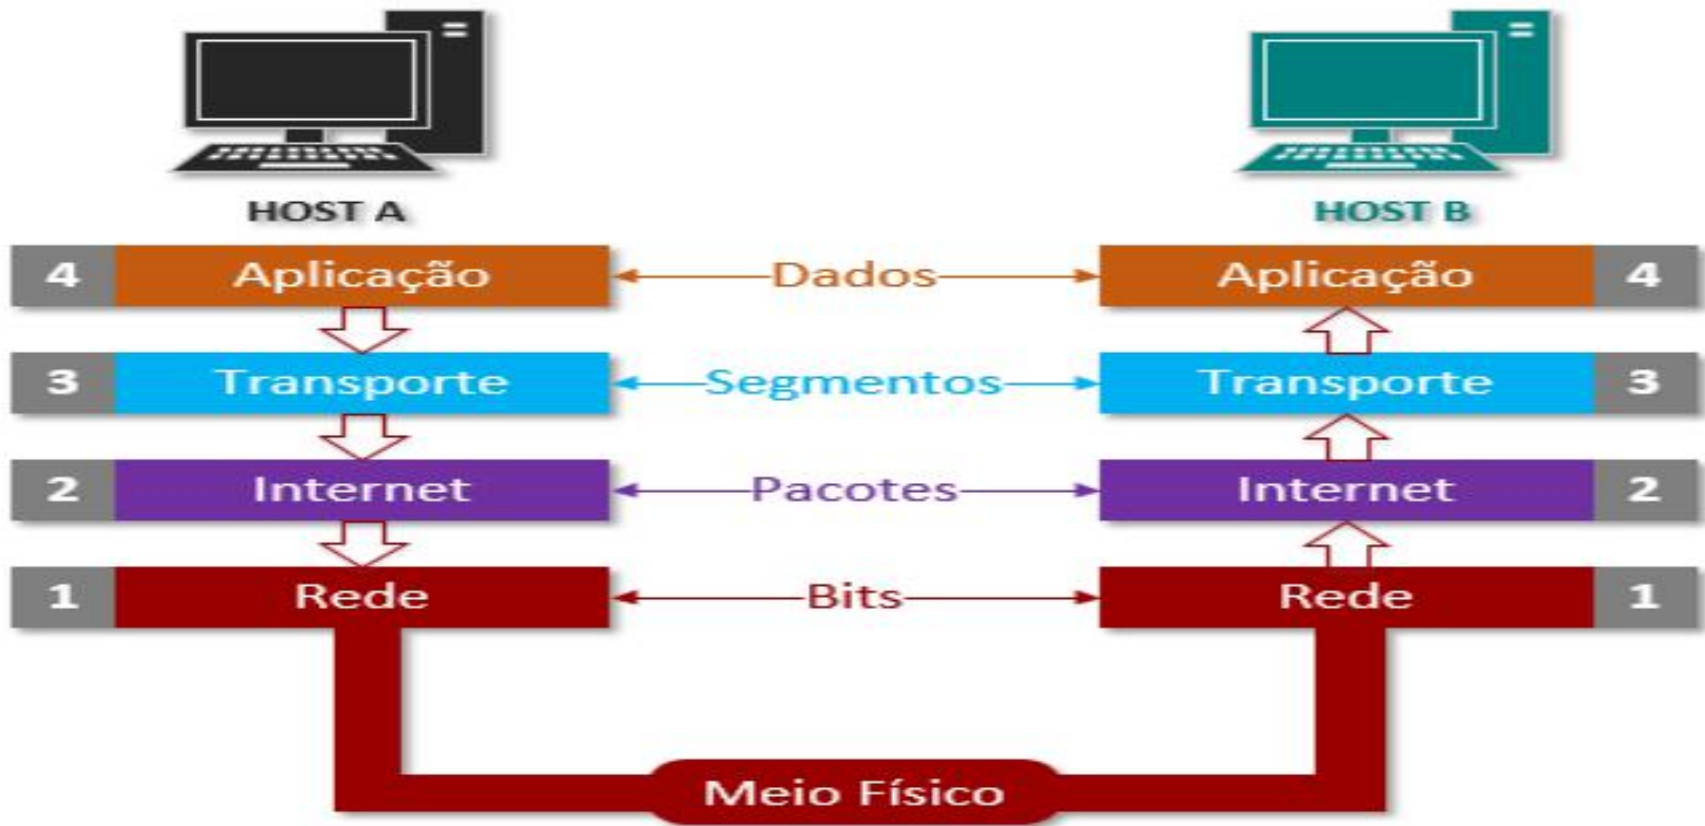 HOST A HOST B
4 Aplicação Dados Aplicação 4
3 Transporte Segmentos Transporte 3
2 Internet Pacotes Internet 2
1 Rede Bits Rede 1
Meio Físico